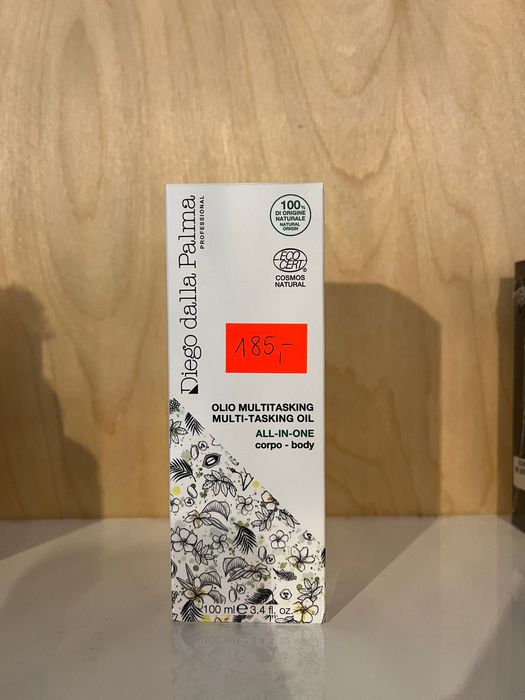 Diego dalla Palma
PROFESSIONAL
100%
DI ORIGINE
NATURALE
NATURAL
ORIGIN
ECO
CERT®
COSMOS
NATURAL
185,-
OLIO MULTITASKING
MULTI-TASKING OIL
ALL-IN-ONE
corpo - body
100 ml ℮ 3.4 fl. oz.